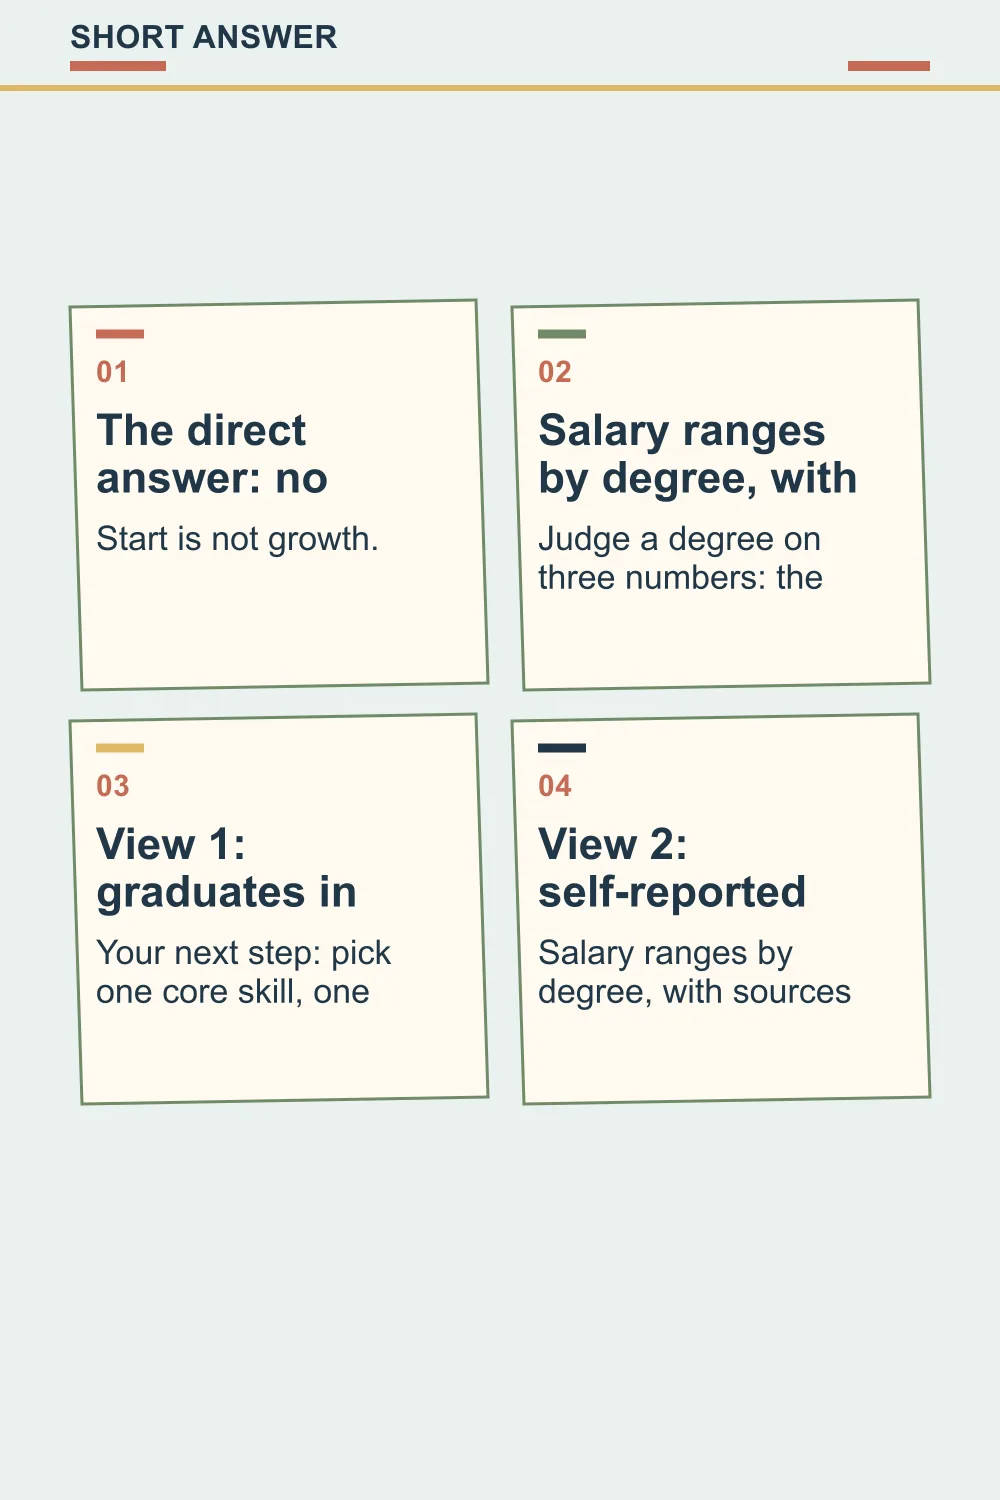 SHORT ANSWER
01
The direct
answer: no
Start is not growth.
02
Salary ranges
by degree, with
Judge a degree on
three numbers: the
03
View 1:
graduates in
Your next step: pick
one core skill, one
04
View 2:
self-reported
Salary ranges by
degree, with sources